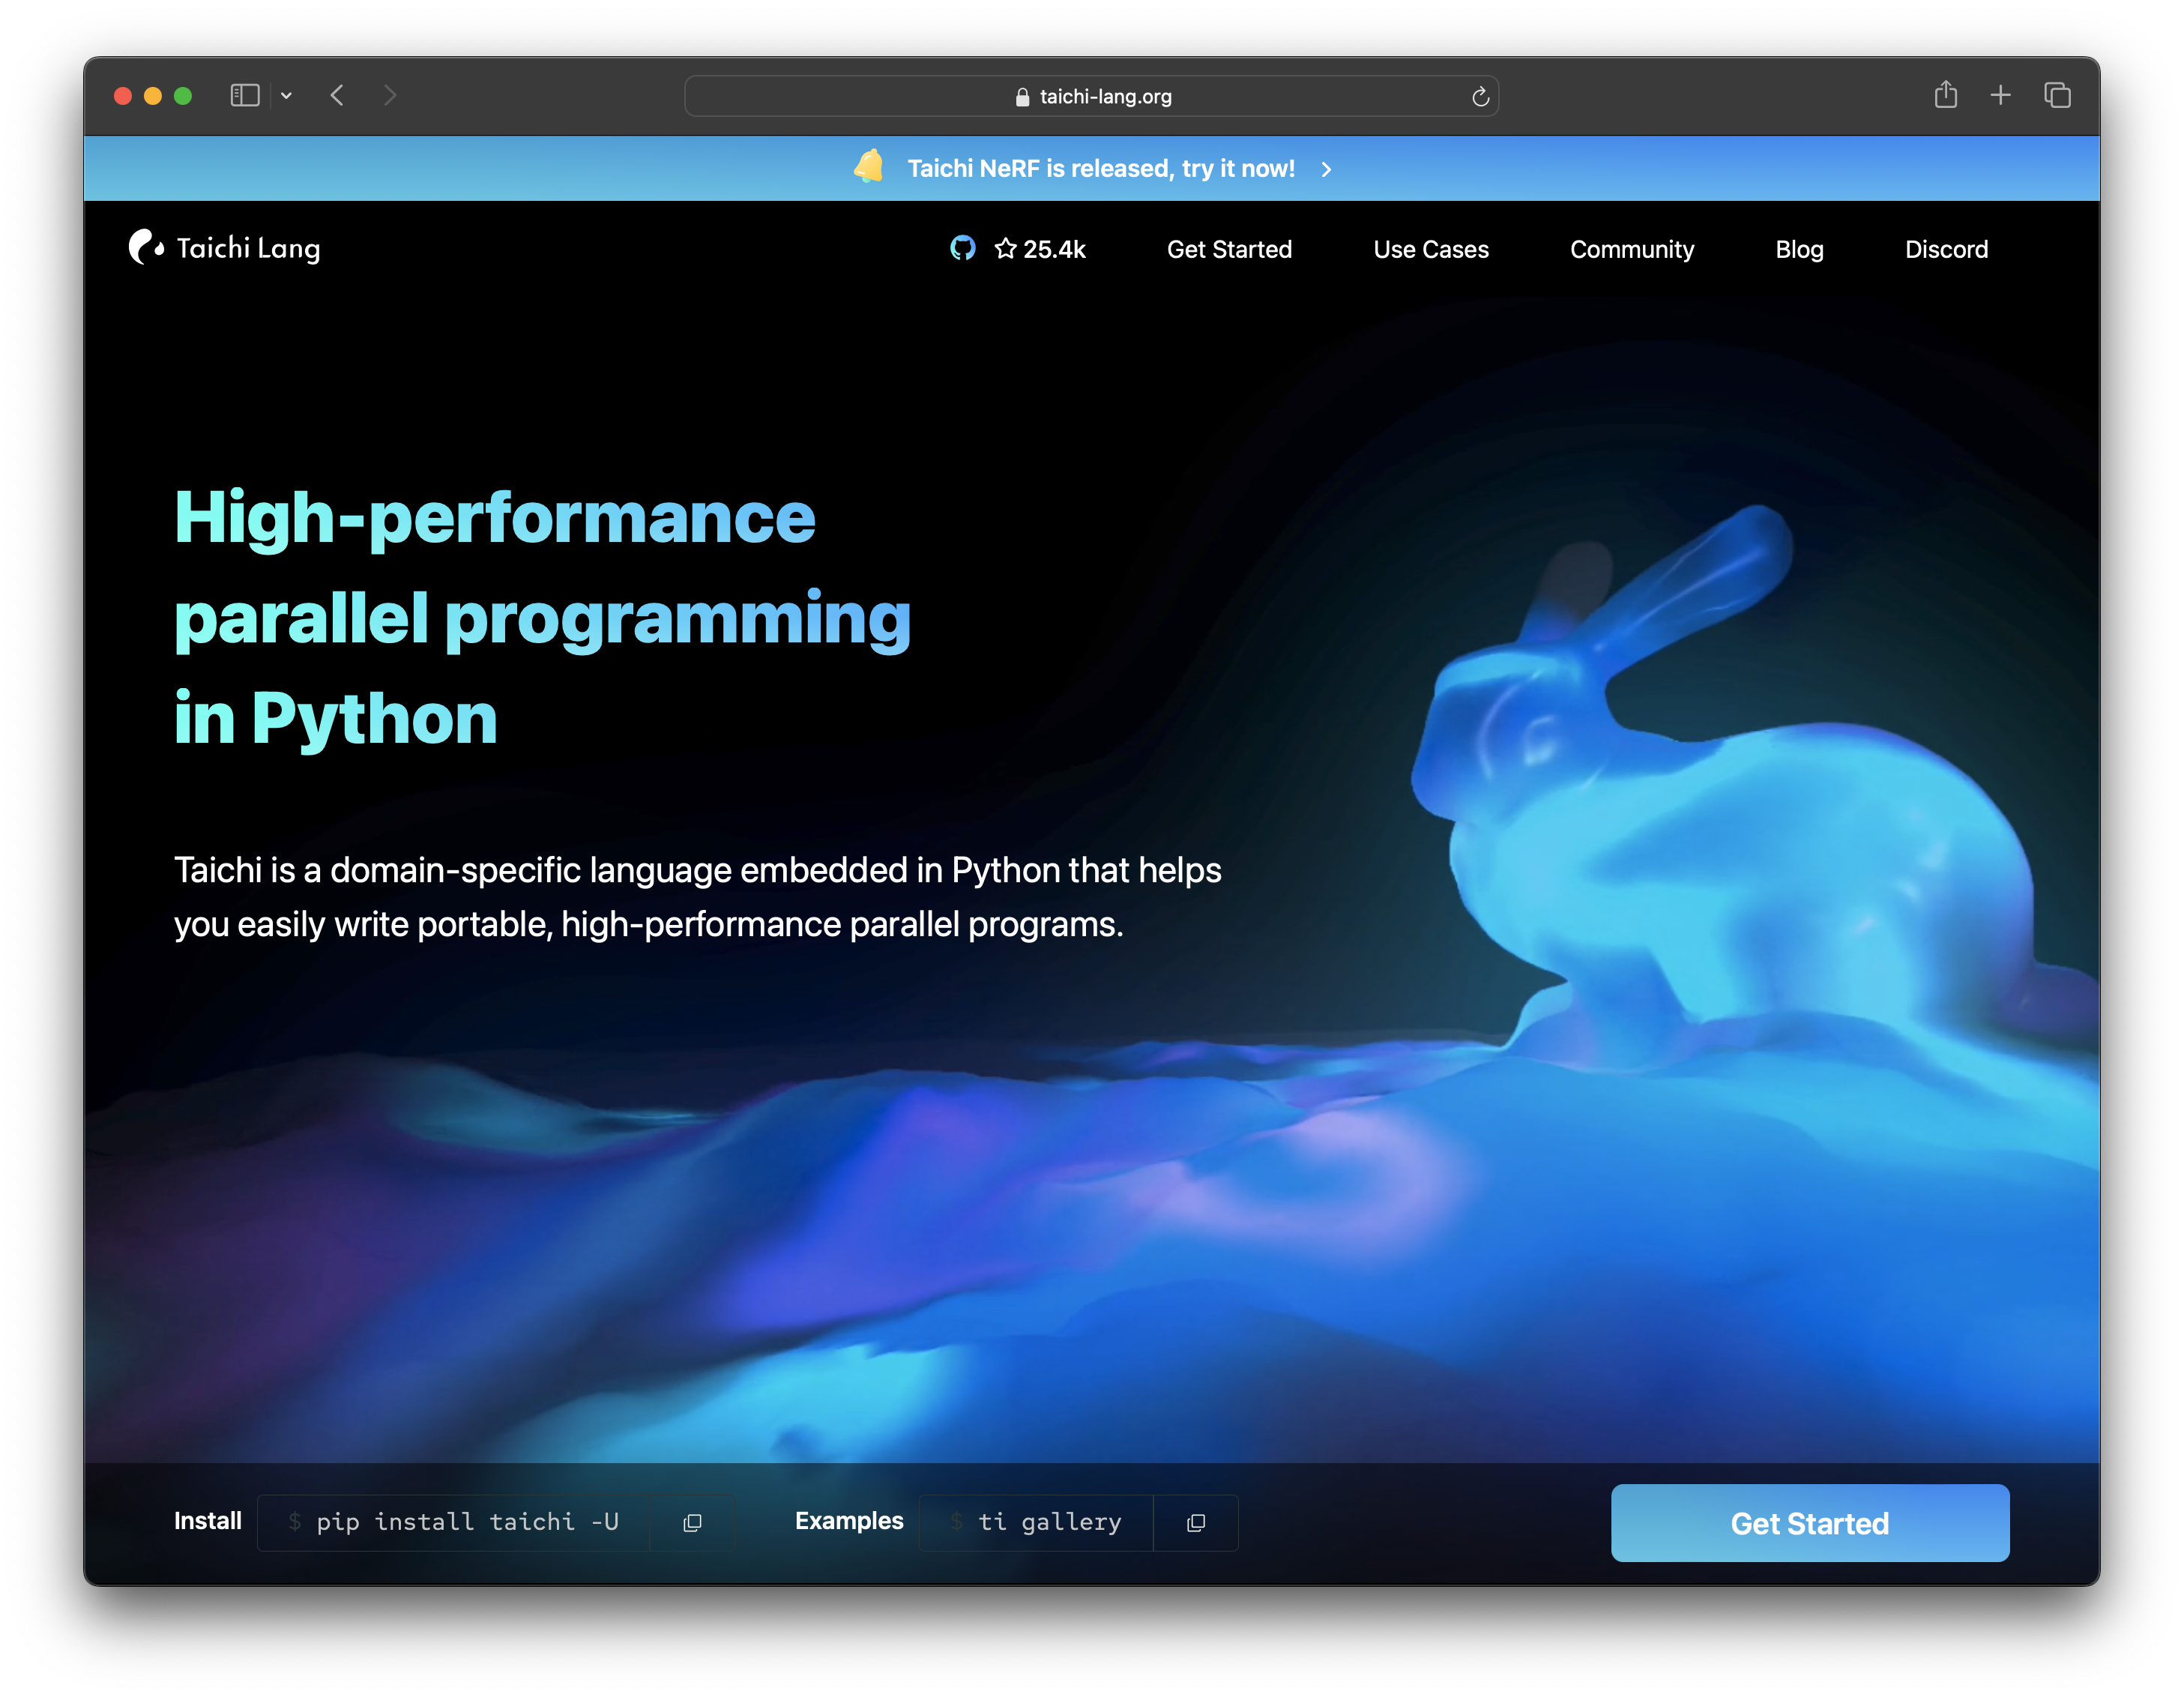 taichi-lang.org
Taichi NeRF is released, try it now!
Taichi Lang
25.4k
Get Started
Use Cases
Community
Blog
Discord
High-performance
parallel programming
in Python
Taichi is a domain-specific language embedded in Python that helps
you easily write portable, high-performance parallel programs.
Install
$ pip install taichi -U
Examples
$ ti gallery
Get Started